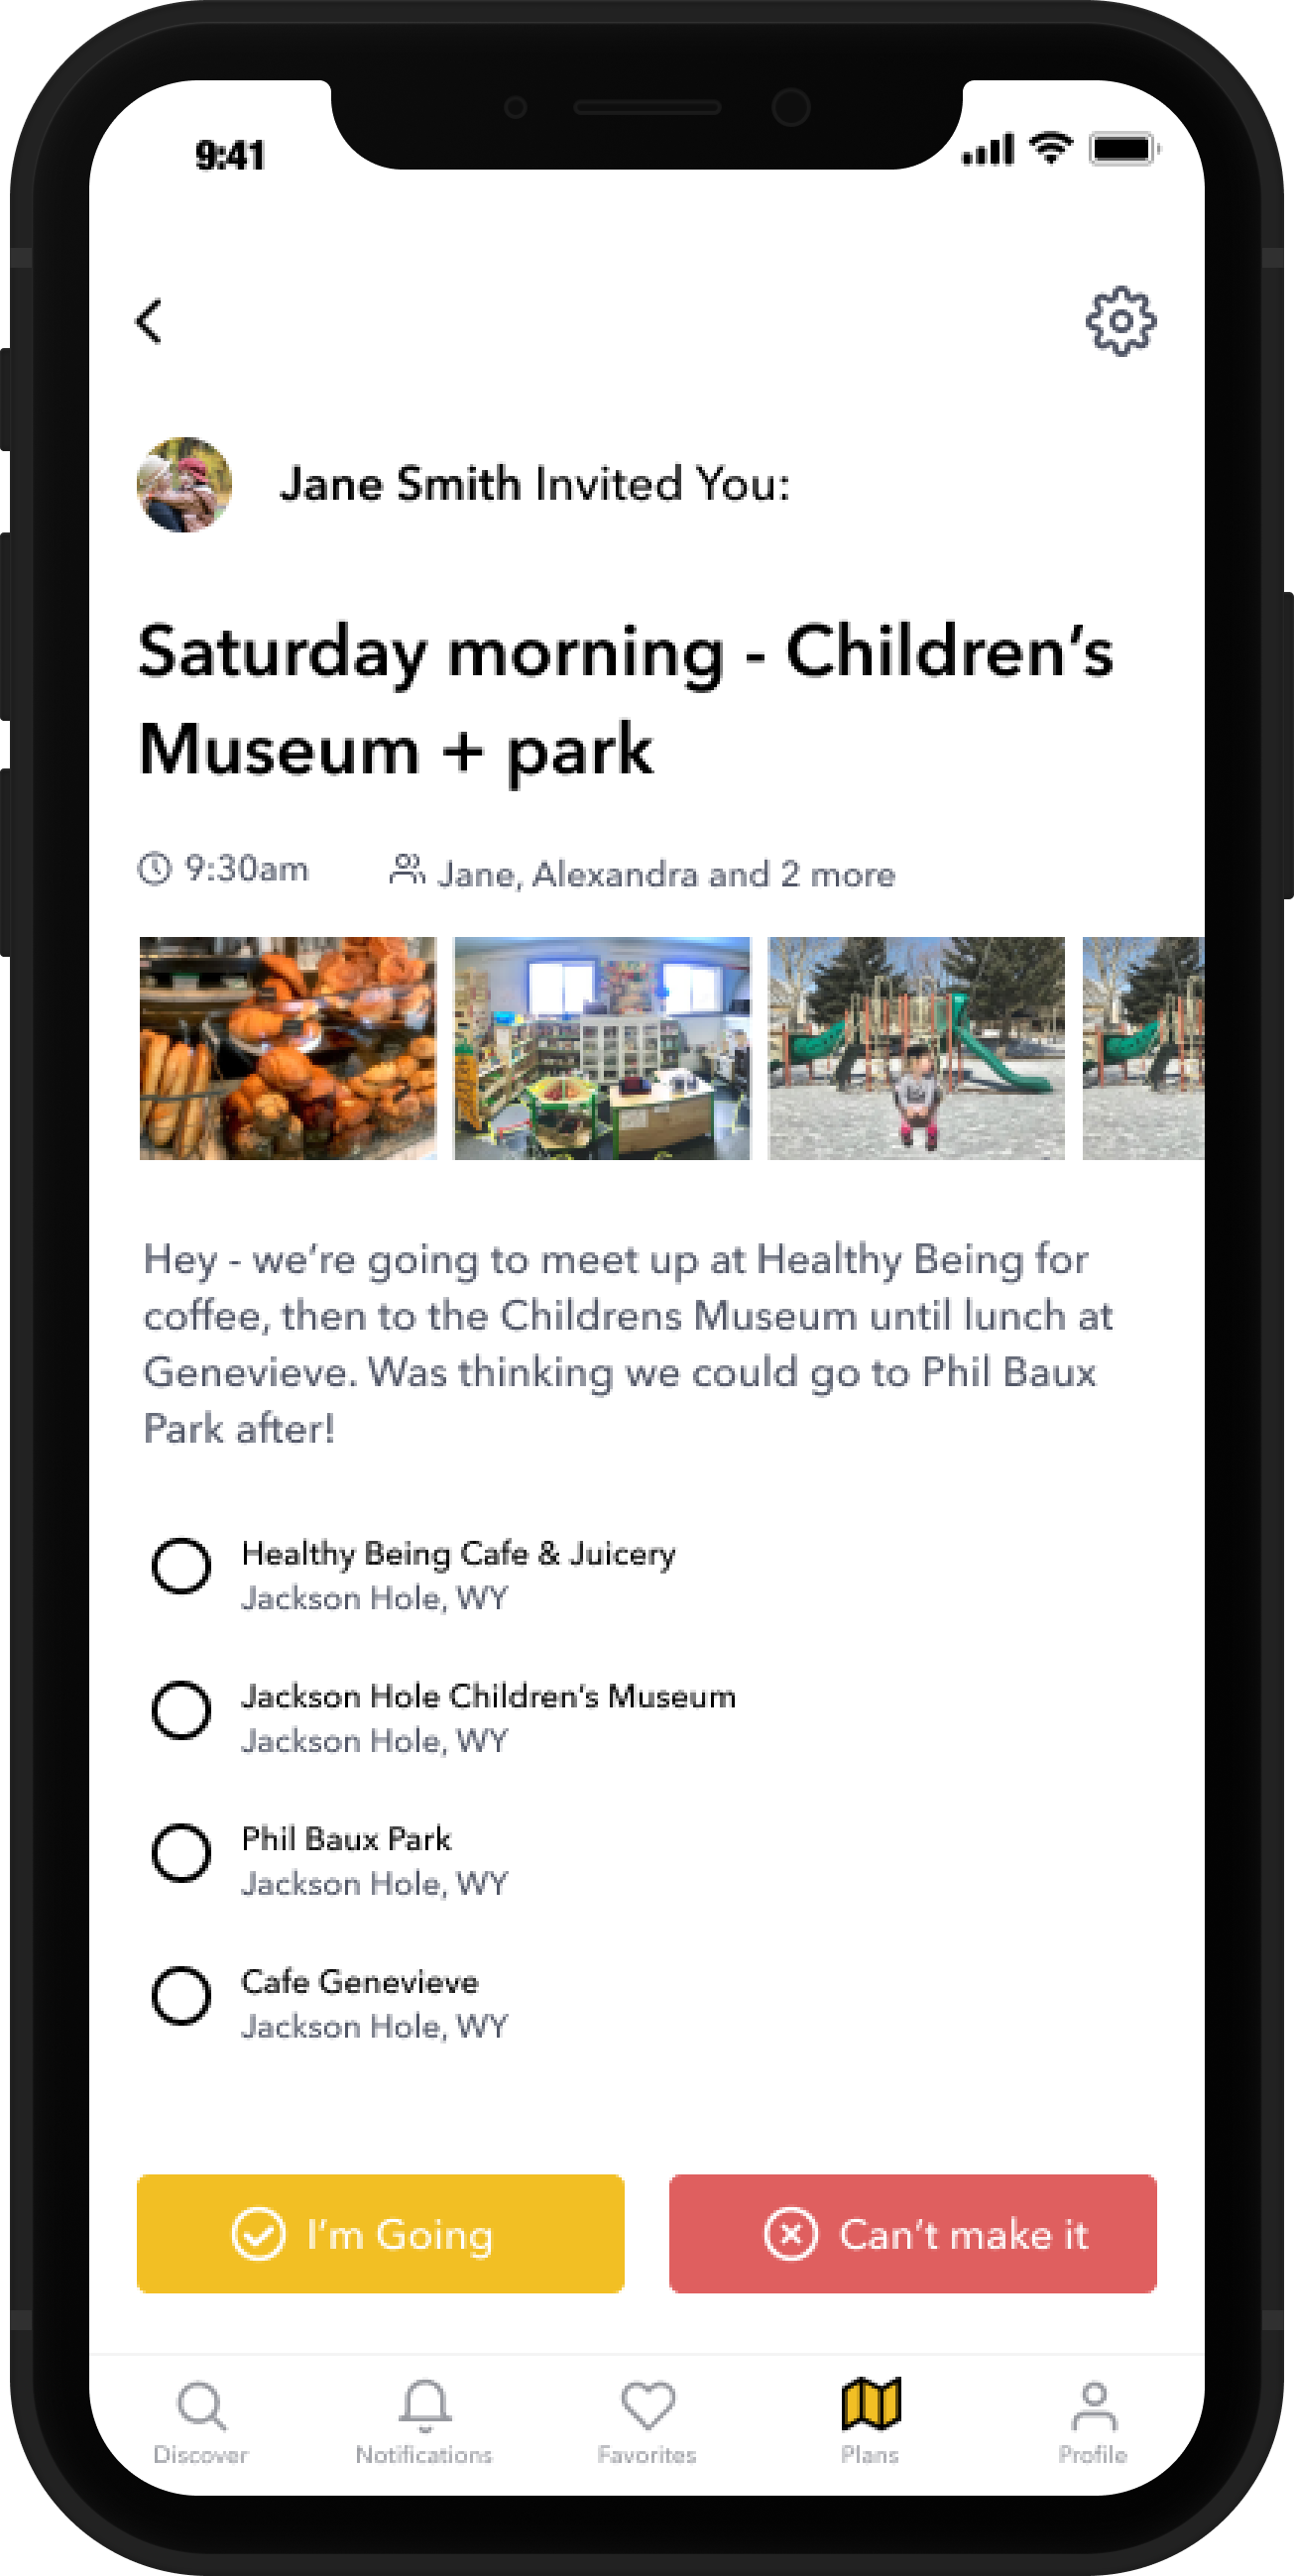 9:41
Jane Smith Invited You:
Saturday morning - Children’s
Museum + park
9:30am
Jane, Alexandra and 2 more
Hey - we’re going to meet up at Healthy Being for
coffee, then to the Childrens Museum until lunch at
Genevieve. Was thinking we could go to Phil Baux
Park after!
Healthy Being Cafe & Juicery
Jackson Hole, WY
Jackson Hole Children’s Museum
Jackson Hole, WY
Phil Baux Park
Jackson Hole, WY
Cafe Genevieve
Jackson Hole, WY
I’m Going
Can’t make it
Discover
Notifications
Favorites
Plans
Profile